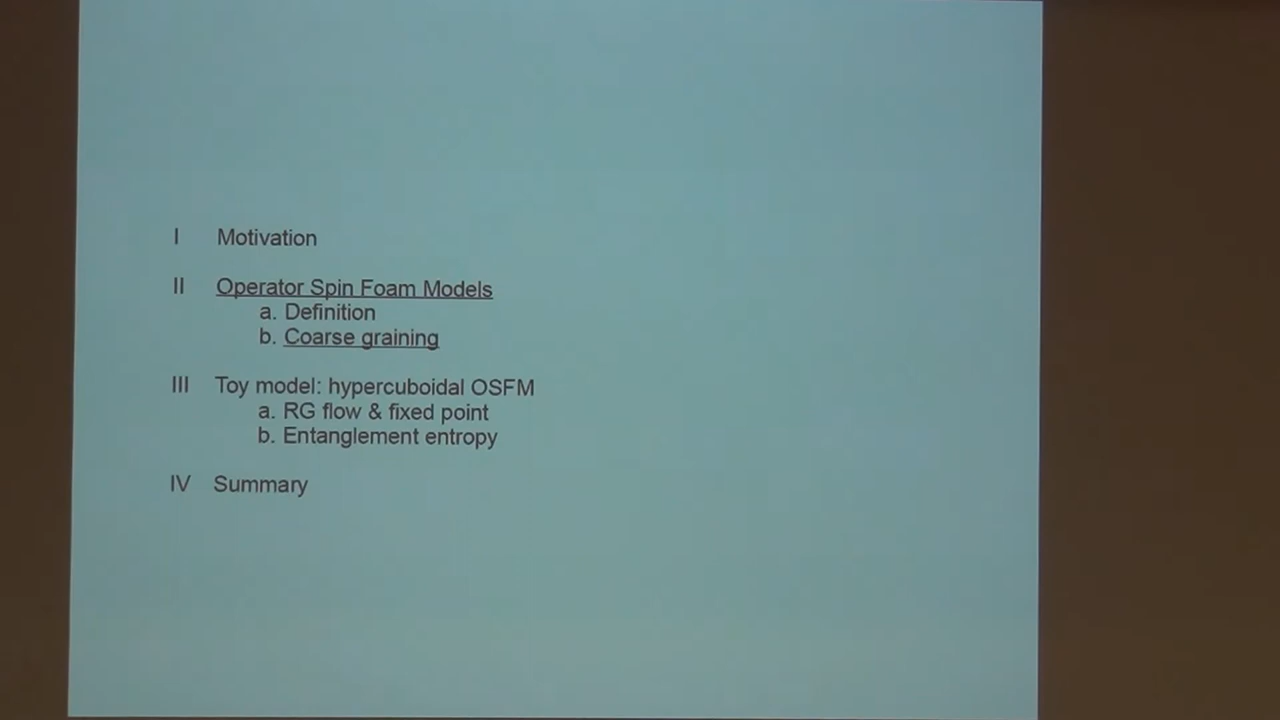 I Motivation
II Operator Spin Foam Models
a. Definition
b. Coarse graining
III Toy model: hypercuboidal OSFM
a. RG flow & fixed point
b. Entanglement entropy
IV Summary